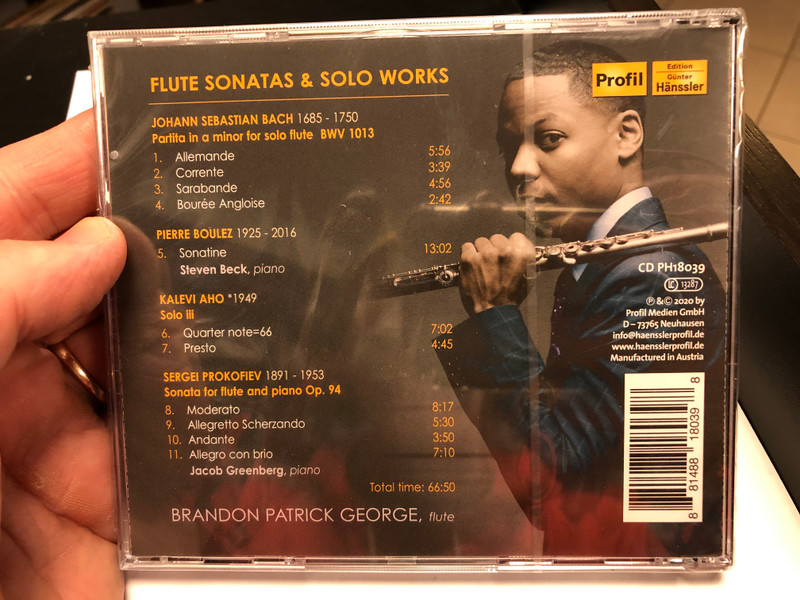 FLUTE SONATAS & SOLO WORKS
Profil
Edition
Günter
Hänssler
JOHANN SEBASTIAN BACH 1685 - 1750
Partita in a minor for solo flute BWV 1013
1. Allemande 5:56
2. Corrente 3:39
3. Sarabande 4:56
4. Bourée Angloise 2:42
PIERRE BOULEZ 1925 - 2016
5. Sonatine 13:02
Steven Beck, piano
KALEVI AHO *1949
Solo iii
6. Quarter note=66 7:02
7. Presto 4:45
SERGEI PROKOFIEV 1891 - 1953
Sonata for flute and piano Op. 94
8. Moderato 8:17
9. Allegretto Scherzando 5:30
10. Andante 3:50
11. Allegro con brio 7:10
Jacob Greenberg, piano
Total time: 66:50
BRANDON PATRICK GEORGE, flute
CD PH18039
LC 13287
℗ & © 2020 by
Profil Medien GmbH
D – 73765 Neuhausen
info@haensslerprofil.de
www.haensslerprofil.de
Manufactured in Austria
8 81488 18039 8